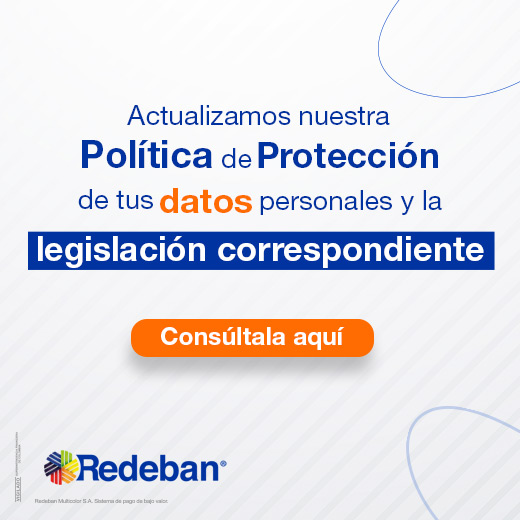 Actualizamos nuestra
Política de Protección
de tus datos personales y la
legislación correspondiente
Consúltala aquí
Redeban®
Redeban Multicolor S.A. Sistema de pago de bajo valor.
VIGILADO